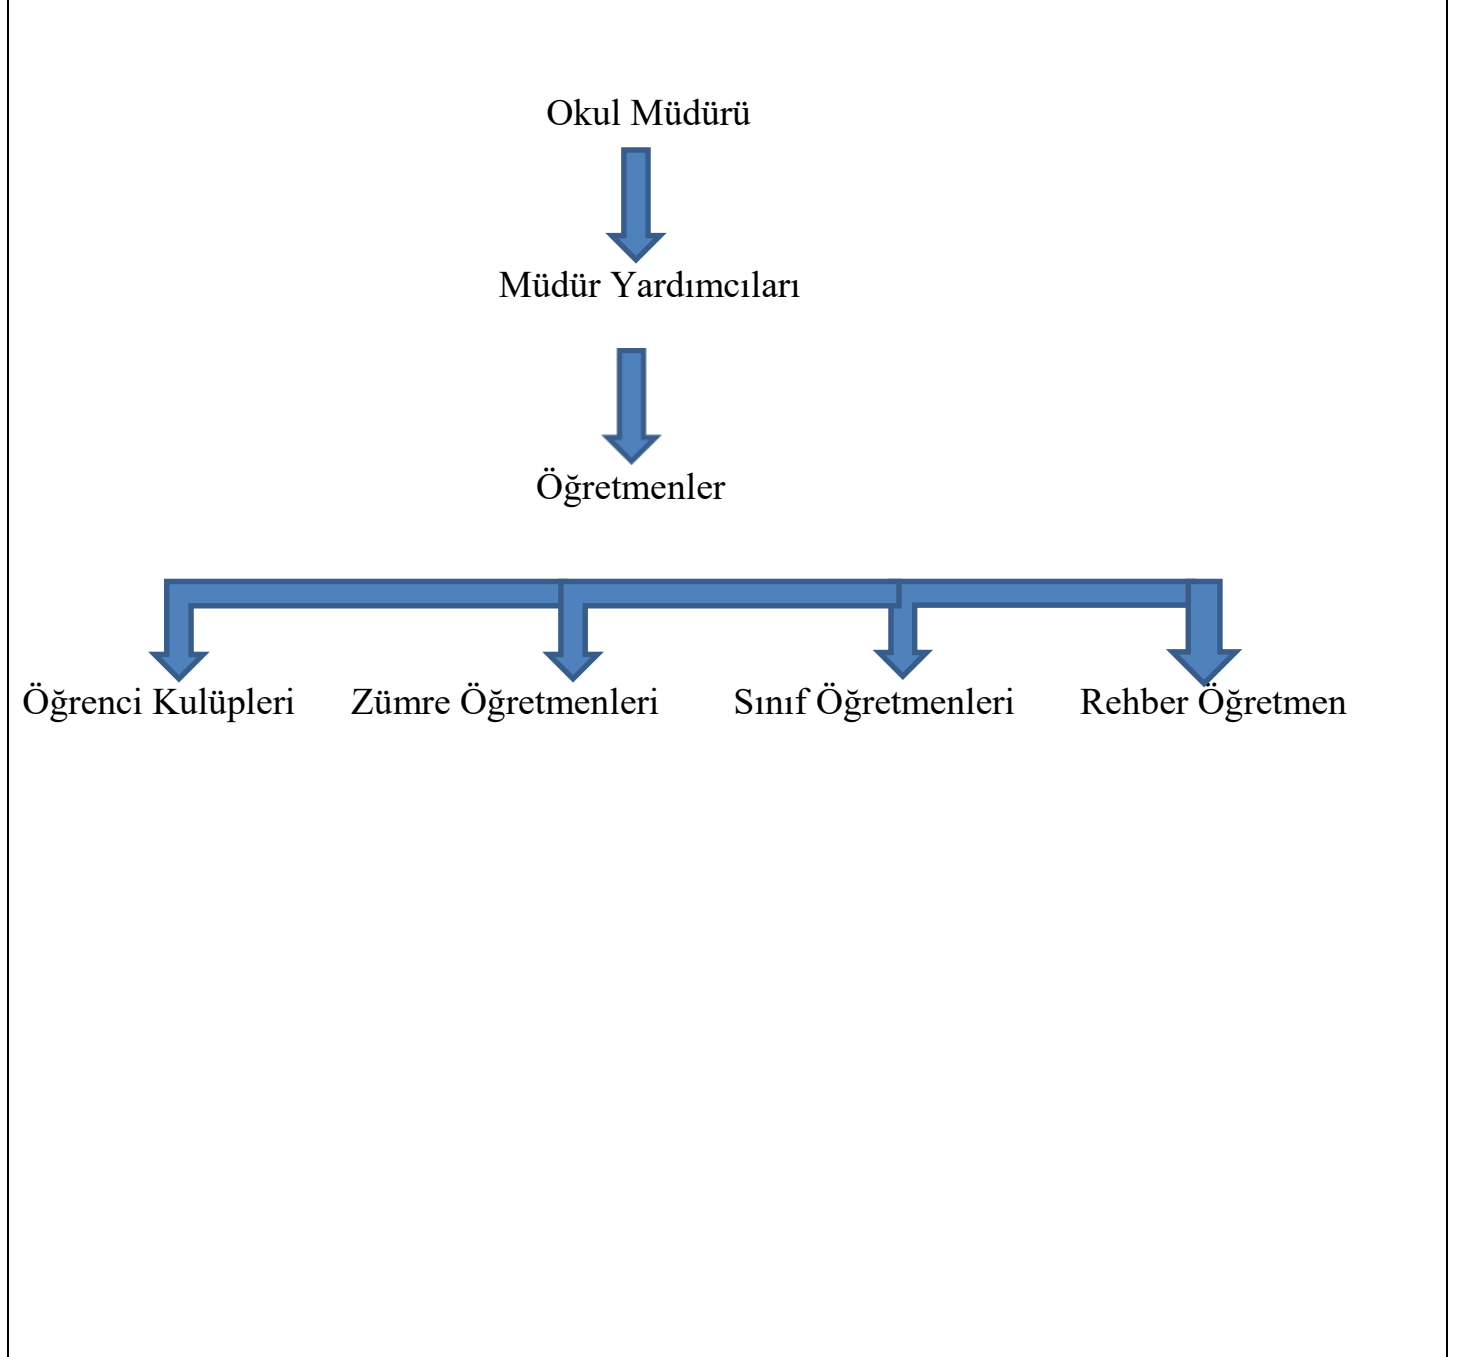 Okul Müdürü
Müdür Yardımcıları
Öğretmenler
Öğrenci Kulüpleri Zümre Öğretmenleri Sınıf Öğretmenleri Rehber Öğretmen